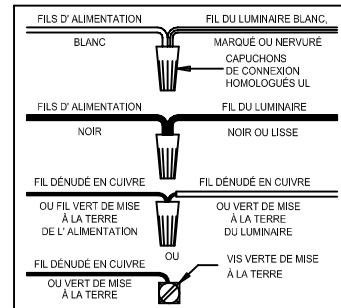 FILS D' ALIMENTATION
BLANC
FIL DU LUMINAIRE BLANC,
MARQUÉ OU NERVURÉ
CAPUCHONS
DE CONNEXION
HOMOLOGUÉS UL
FILS D' ALIMENTATION
NOIR
FIL DU LUMINAIRE
NOIR OU LISSE
FIL DÉNUDÉ EN CUIVRE
OU FIL VERT DE MISE
À LA TERRE
DE L' ALIMENTATION
FIL DÉNUDÉ EN CUIVRE
OU VERT DE MISE
À LA TERRE
DU LUMINAIRE
OU
FIL DÉNUDÉ EN CUIVRE
OU VERT DE MISE
À LA TERRE
VIS VERTE DE MISE
À LA TERRE